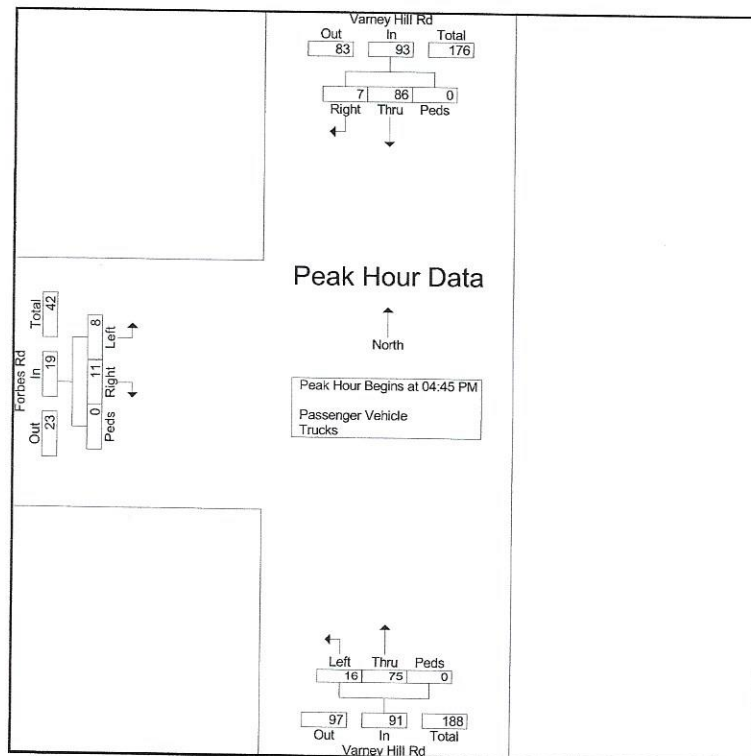 Varney Hill Rd
Out In Total
83 93 176
7 86 0
Right Thru Peds
Peak Hour Data
North
Peak Hour Begins at 04:45 PM
Passenger Vehicle
Trucks
Forbes Rd
Out In Total
23 19 42
0 11 8
Peds Right Left
Left Thru Peds
16 75 0
97 91 188
Out In Total
Varney Hill Rd